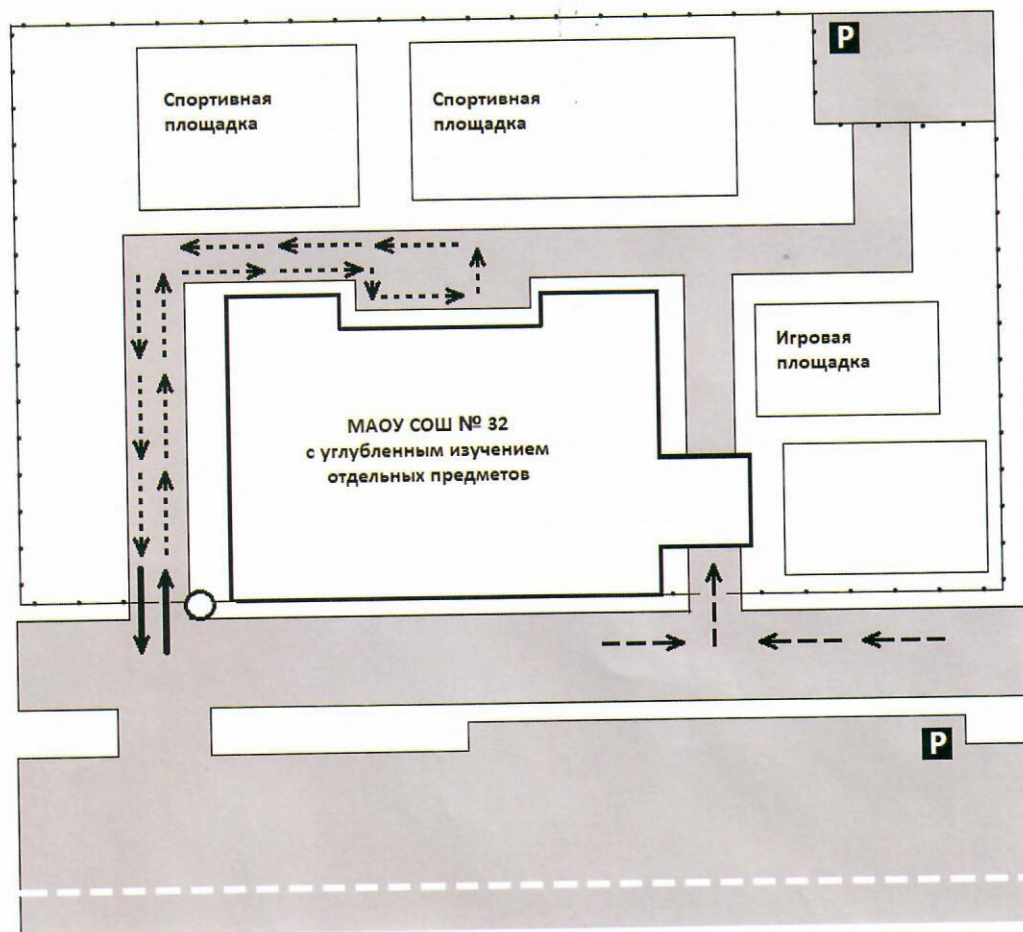 P
Спортивная
площадка
Спортивная
площадка
Игровая
площадка
МАОУ СОШ № 32
с углубленным изучением
отдельных предметов
P